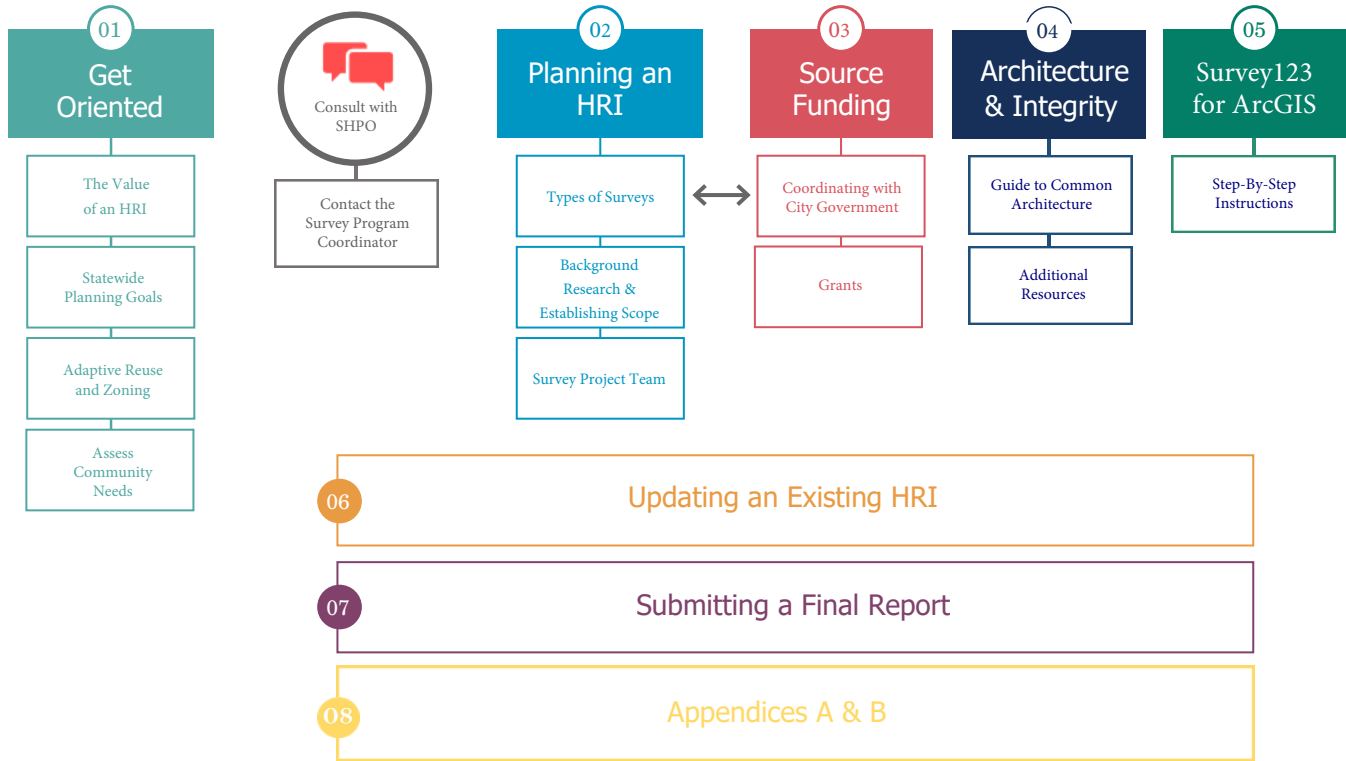 01
Get
Oriented
The Value
of an HRI
Statewide
Planning Goals
Adaptive Reuse
and Zoning
Assess
Community
Needs
Consult with
SHPO
Contact the
Survey Program
Coordinator
02
Planning an
HRI
Types of Surveys
Background
Research &
Establishing Scope
Survey Project Team
03
Source
Funding
Coordinating with
City Government
Grants
04
Architecture
& Integrity
Guide to Common
Architecture
Additional
Resources
05
Survey123
for ArcGIS
Step-By-Step
Instructions
06
Updating an Existing HRI
07
Submitting a Final Report
08
Appendices A & B